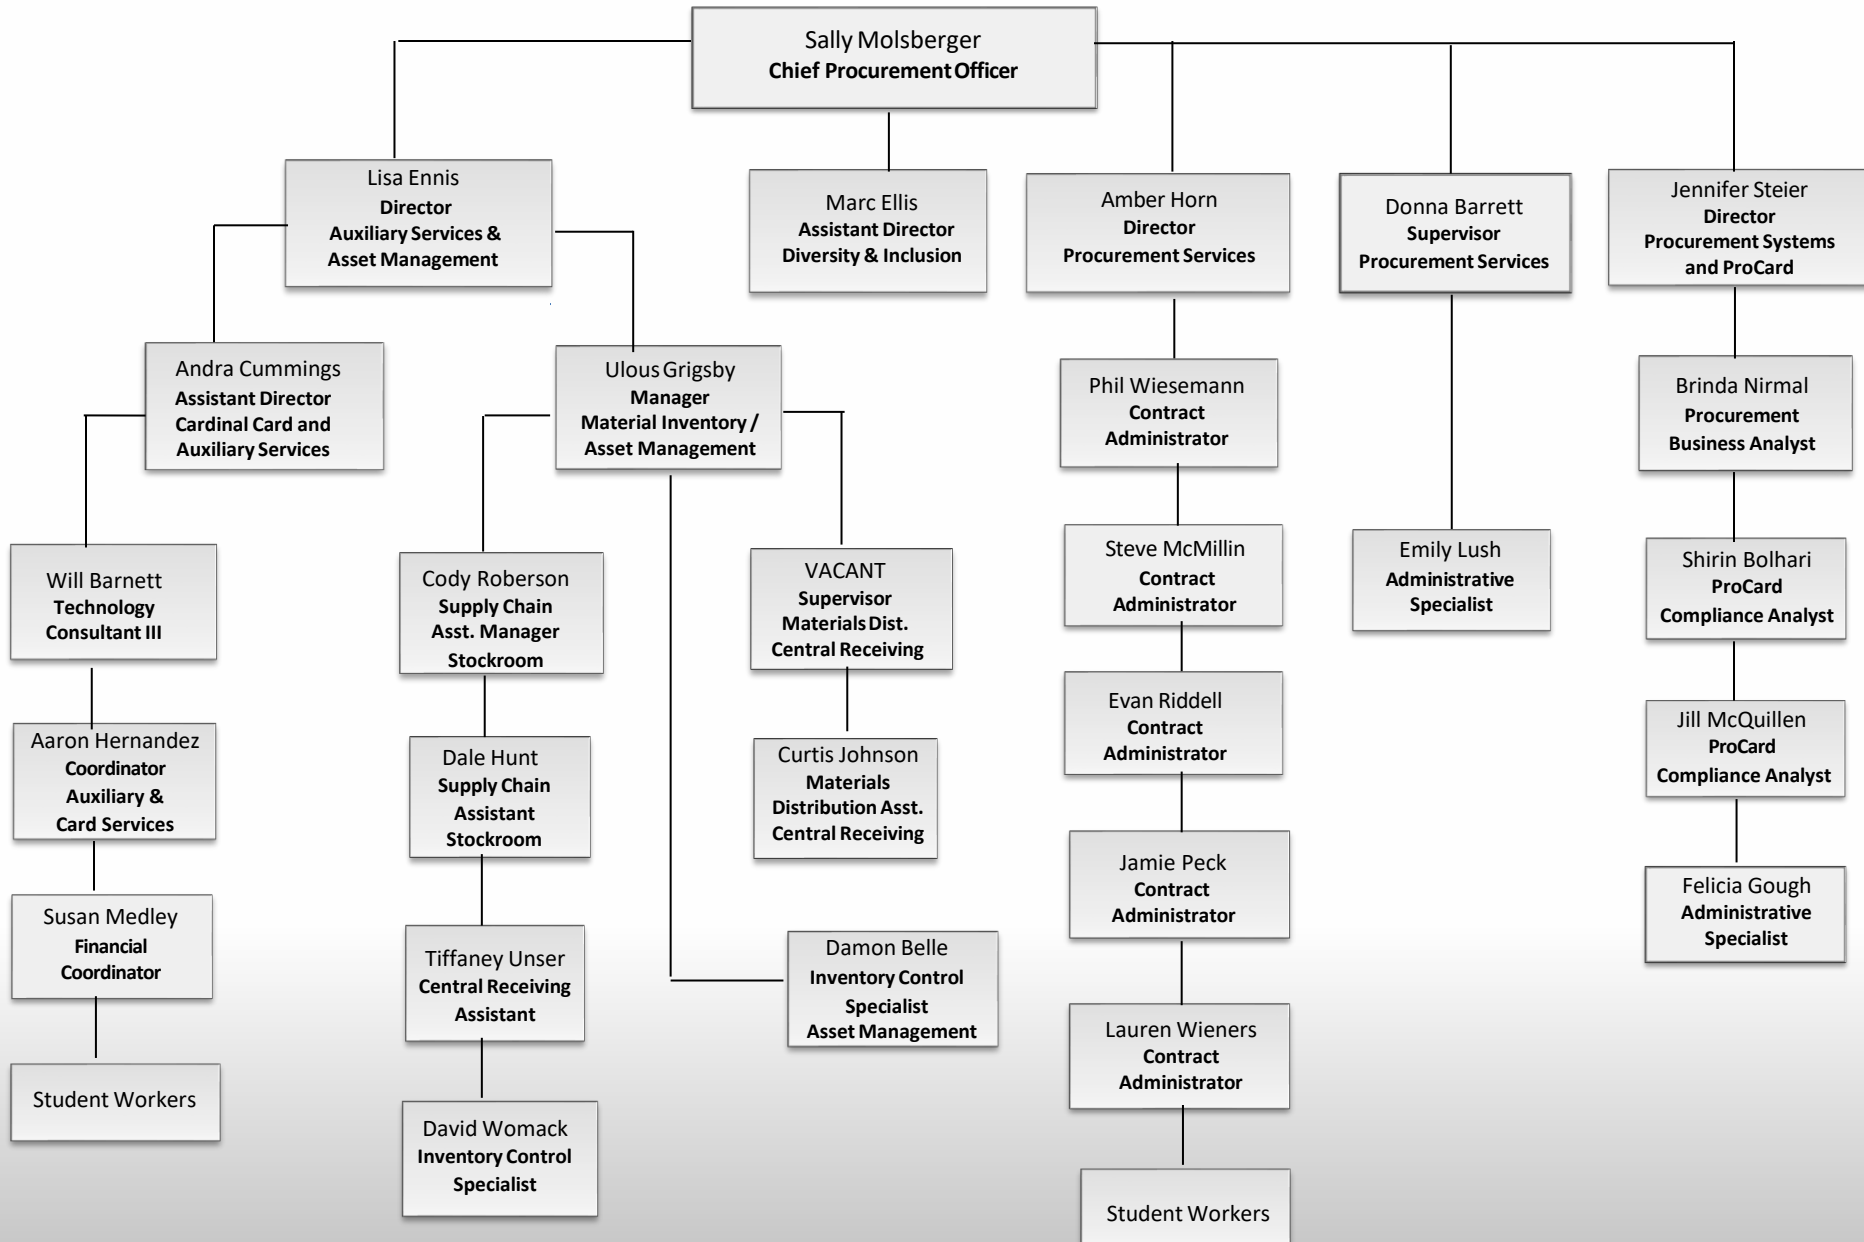 Sally Molsberger
Chief Procurement Officer
Lisa Ennis
Director
Auxiliary Services &
Asset Management
Marc Ellis
Assistant Director
Diversity & Inclusion
Amber Horn
Director
Procurement Services
Donna Barrett
Supervisor
Procurement Services
Jennifer Steier
Director
Procurement Systems
and ProCard
Andra Cummings
Assistant Director
Cardinal Card and
Auxiliary Services
Ulous Grigsby
Manager
Material Inventory /
Asset Management
Phil Wiesemann
Contract
Administrator
Brinda Nirmal
Procurement
Business Analyst
Will Barnett
Technology
Consultant III
Cody Roberson
Supply Chain
Asst. Manager
Stockroom
VACANT
Supervisor
Materials Dist.
Central Receiving
Steve McMillin
Contract
Administrator
Emily Lush
Administrative
Specialist
Shirin Bolhari
ProCard
Compliance Analyst
Aaron Hernandez
Coordinator
Auxiliary &
Card Services
Dale Hunt
Supply Chain
Assistant
Stockroom
Curtis Johnson
Materials
Distribution Asst.
Central Receiving
Evan Riddell
Contract
Administrator
Jill McQuillen
ProCard
Compliance Analyst
Susan Medley
Financial
Coordinator
Tiffaney Unser
Central Receiving
Assistant
Damon Belle
Inventory Control
Specialist
Asset Management
Jamie Peck
Contract
Administrator
Felicia Gough
Administrative
Specialist
Student Workers
David Womack
Inventory Control
Specialist
Lauren Wieners
Contract
Administrator
Student Workers